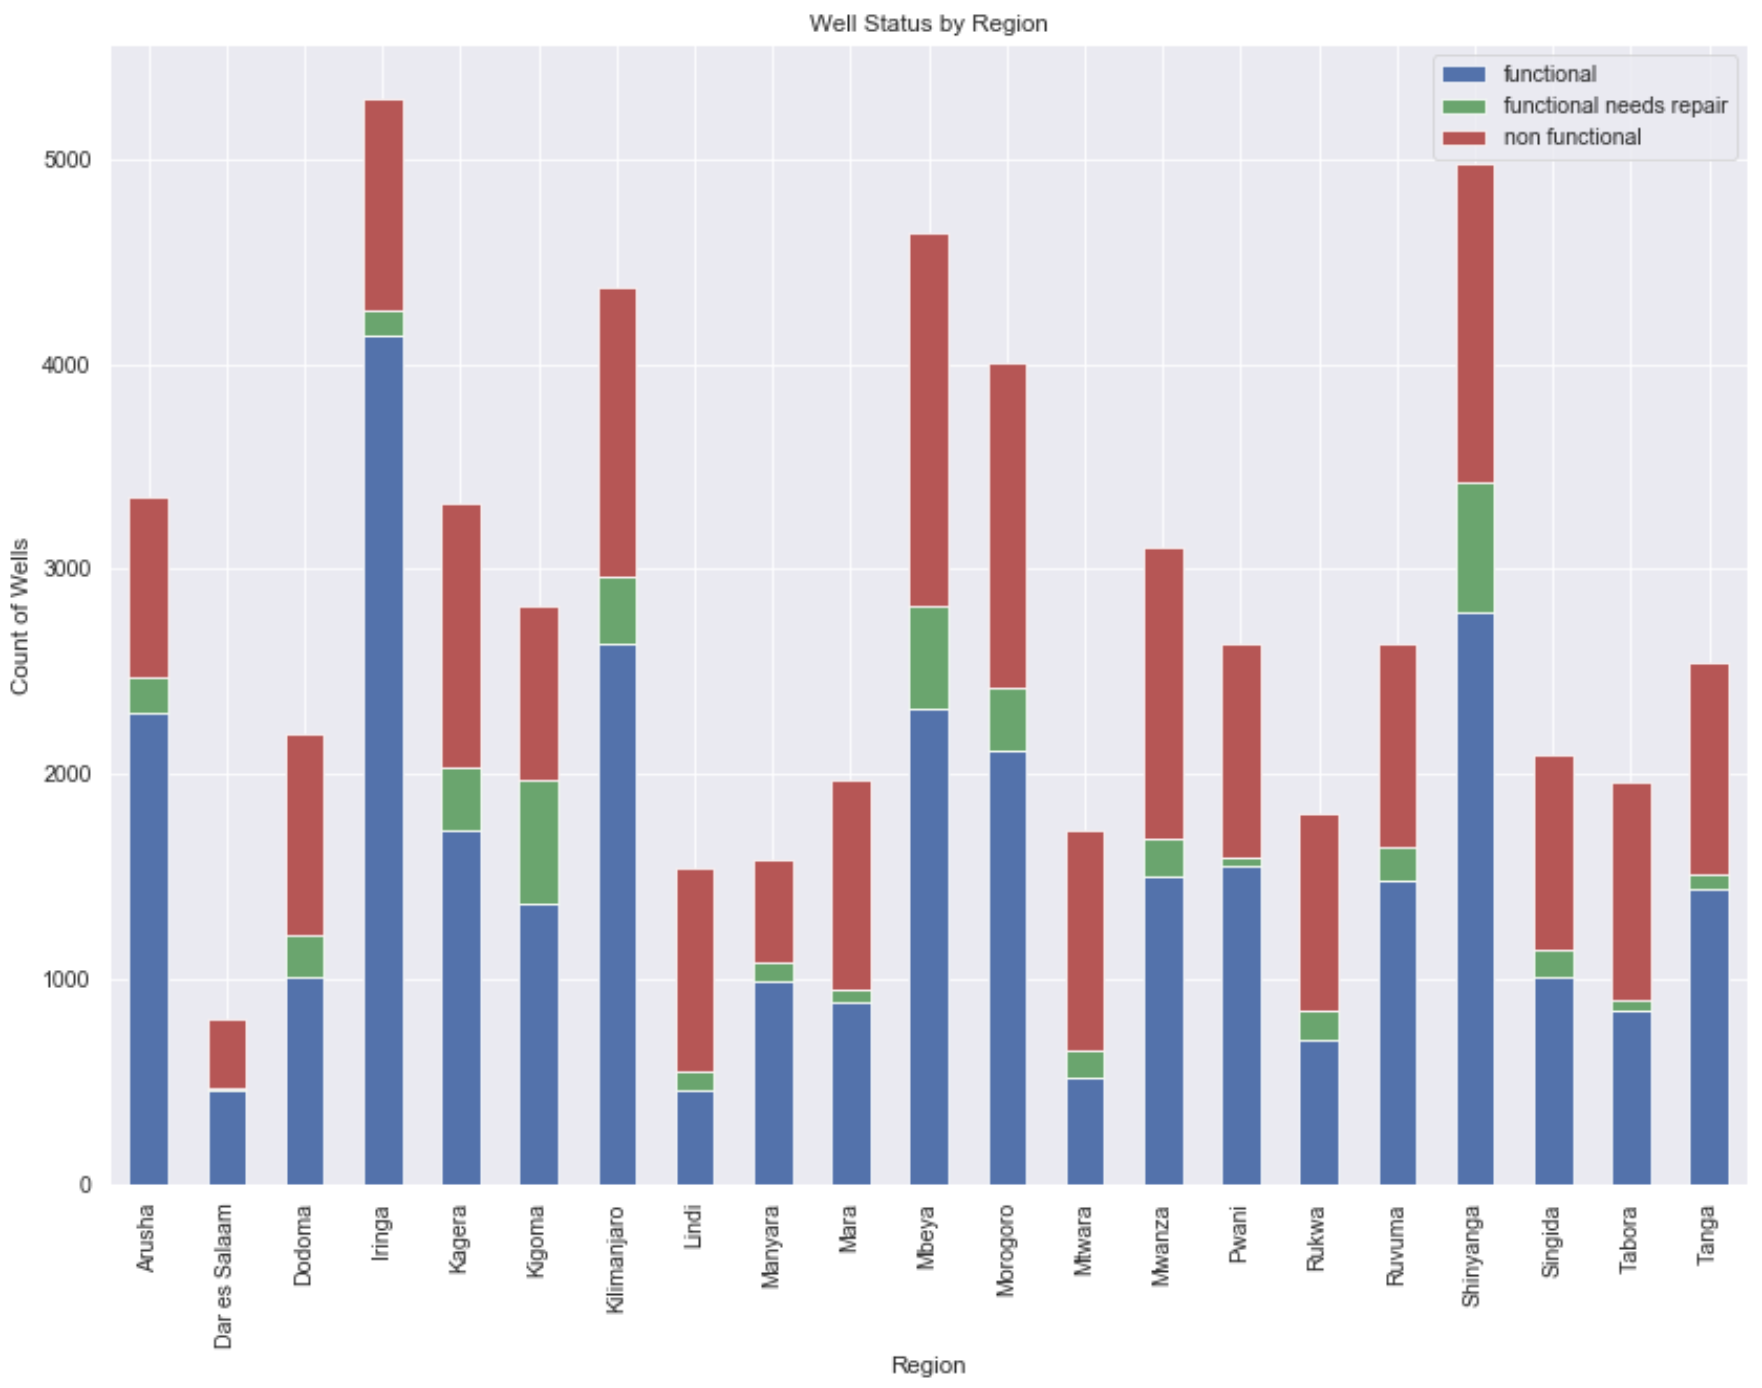 Well Status by Region
functional
functional needs repair
non functional
5000
4000
3000
2000
1000
0
Count of Wells
Arusha
Dar es Salaam
Dodoma
Iringa
Kagera
Kigoma
Kilimanjaro
Lindi
Manyara
Mara
Mbeya
Morogoro
Mtwara
Mwanza
Pwani
Rukwa
Ruvuma
Shinyanga
Singida
Tabora
Tanga
Region